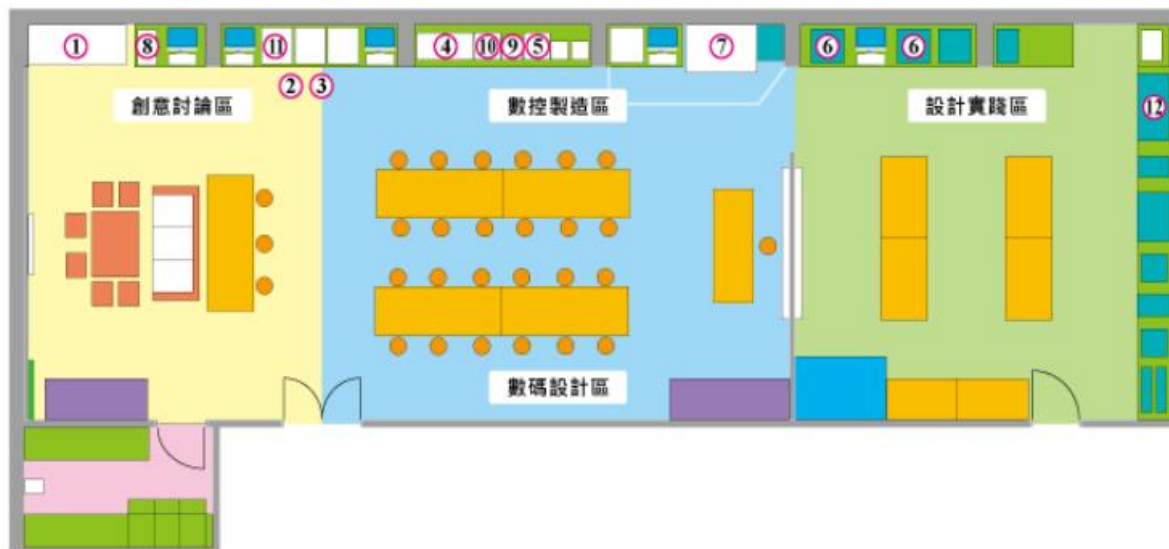 ① ⑧ ⑪ ④ ⑩ ⑨ ⑤ ⑦ ⑥ ⑥
② ③
⑫
創意討論區 數控製造區 設計實踐區
數碼設計區